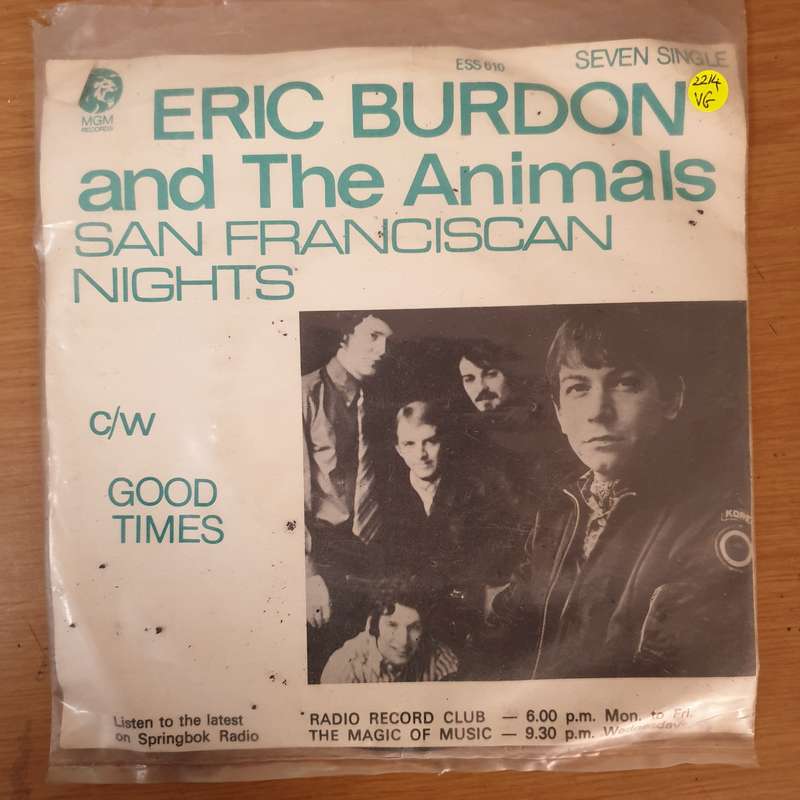 ESS 610
SEVEN SINGLE
2214
VG
MGM
RECORDS
ERIC BURDON
and The Animals
SAN FRANCISCAN
NIGHTS
c/w
GOOD
TIMES
Listen to the latest
on Springbok Radio
RADIO RECORD CLUB — 6.00 p.m. Mon. to Fri.
THE MAGIC OF MUSIC — 9.30 p.m. Wednesday